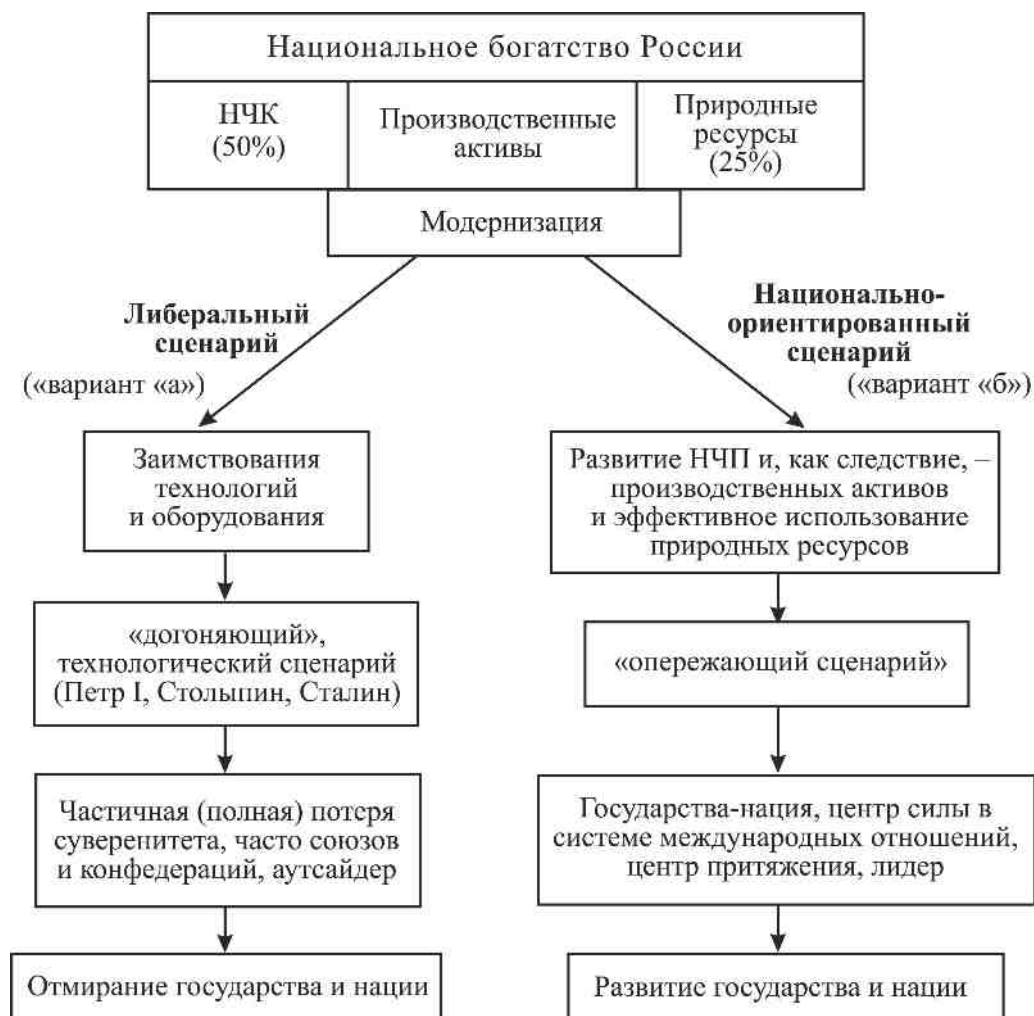 Национальное богатство России
НЧК
(50%)
Производственные
активы
Природные
ресурсы
(25%)
Модернизация
Либеральный
сценарий
(«вариант «а»)
Национально-
ориентированный
сценарий
(«вариант «б»)
Заимствования
технологий
и оборудования
«догоняющий»,
технологический сценарий
(Петр I, Столыпин, Сталин)
Частичная (полная) потеря
суверенитета, часто союзов
и конфедераций, аутсайдер
Отмирание государства и нации
Развитие НЧП и, как следствие, –
производственных активов
и эффективное использование
природных ресурсов
«опережающий сценарий»
Государства-нация, центр силы в
системе международных отношений,
центр притяжения, лидер
Развитие государства и нации